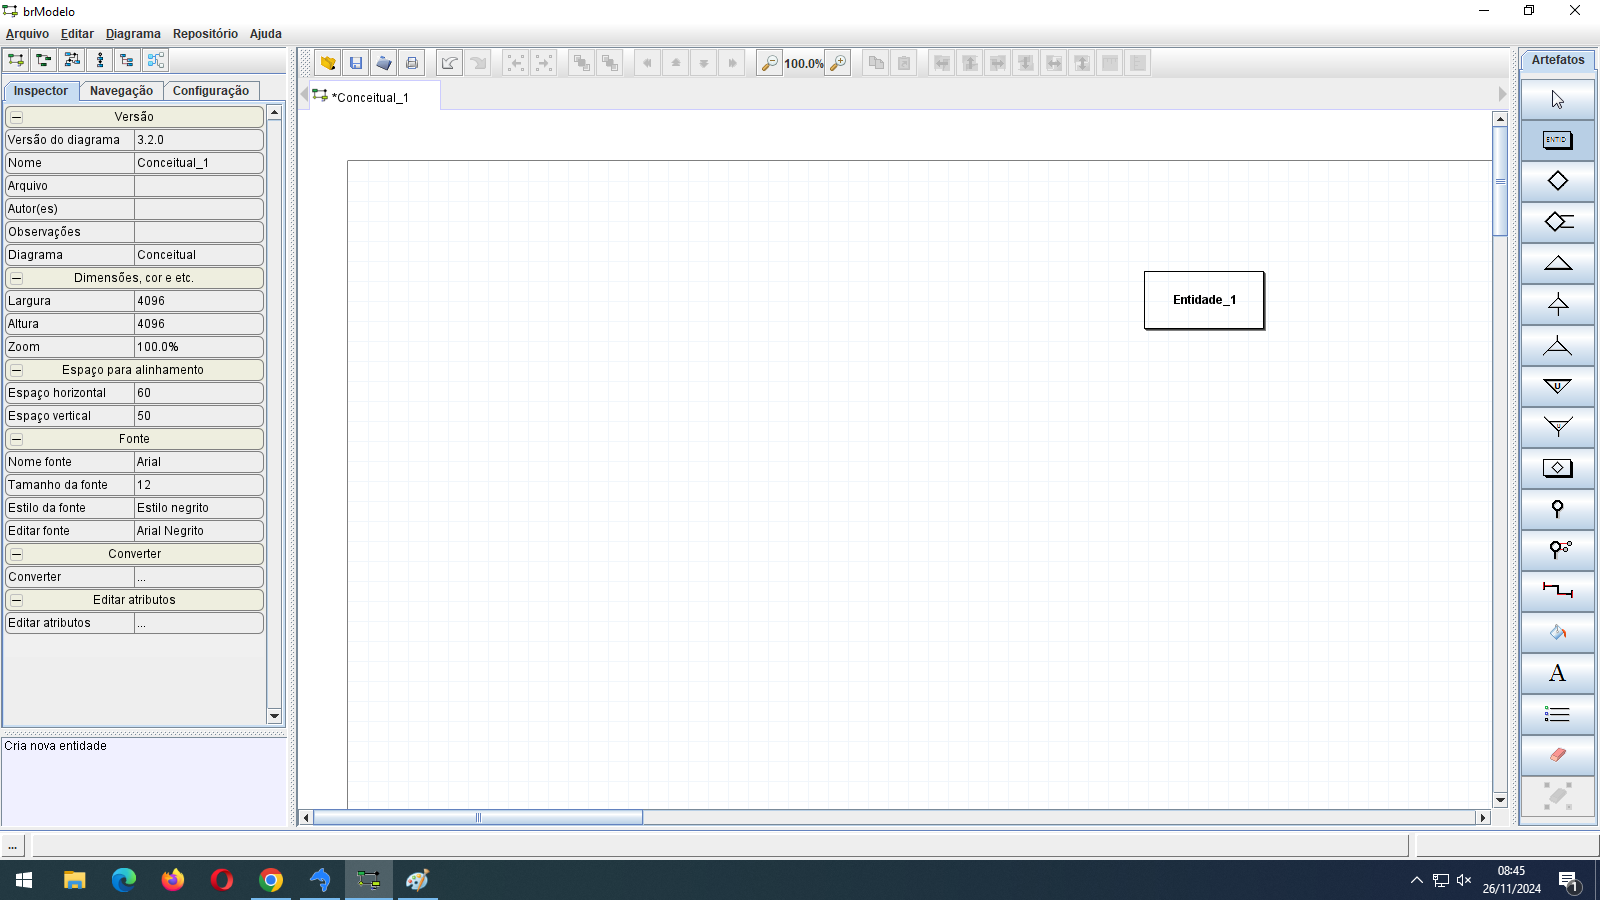 brModelo
Arquivo Editar Diagrama Repositório Ajuda
100.0%
Artefatos
Inspector Navegação Configuração
*Conceitual_1
Versão
Versão do diagrama 3.2.0
Nome Conceitual_1
Arquivo
Autor(es)
Observações
Diagrama Conceitual
Dimensões, cor e etc.
Largura 4096
Altura 4096
Zoom 100.0%
Espaço para alinhamento
Espaço horizontal 60
Espaço vertical 50
Fonte
Nome fonte Arial
Tamanho da fonte 12
Estilo da fonte Estilo negrito
Editar fonte Arial Negrito
Converter
Converter ...
Editar atributos
Editar atributos ...
Cria nova entidade
Entidade_1
ENTID
U
U
A
...
08:45
26/11/2024
1